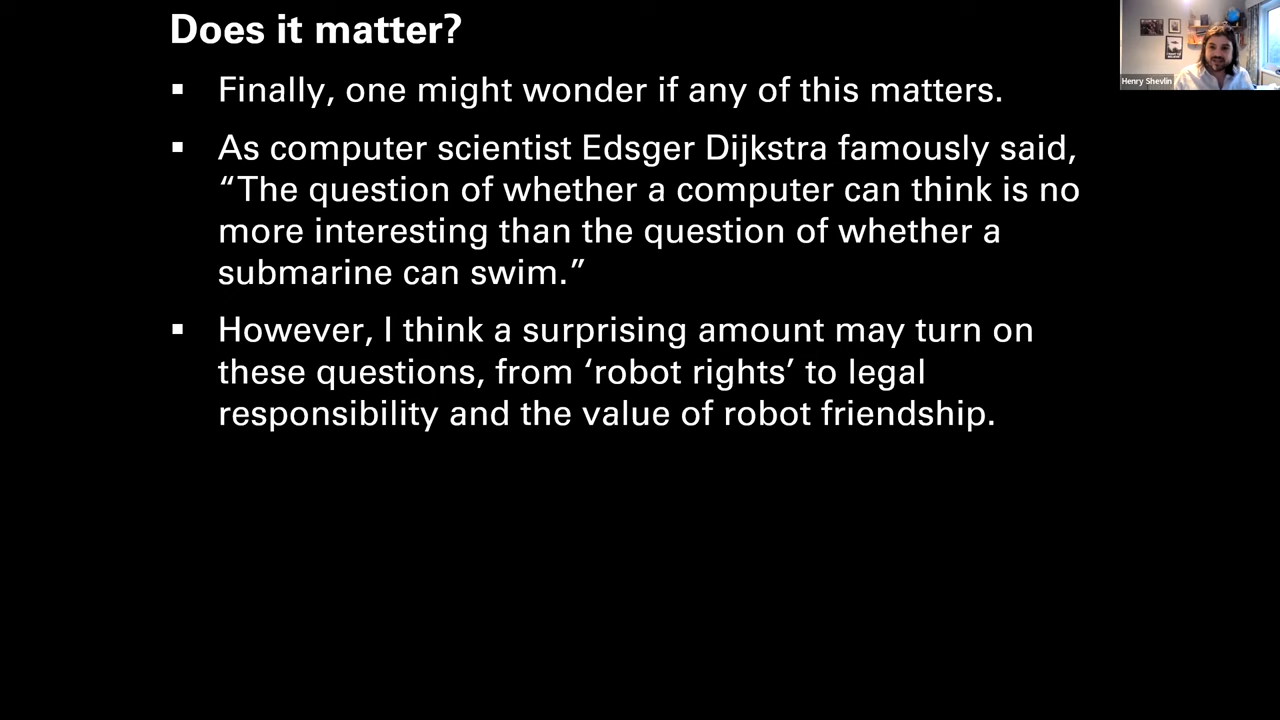 Does it matter?
▪ Finally, one might wonder if any of this matters.
▪ As computer scientist Edsger Dijkstra famously said,
“The question of whether a computer can think is no
more interesting than the question of whether a
submarine can swim.”
▪ However, I think a surprising amount may turn on
these questions, from ‘robot rights’ to legal
responsibility and the value of robot friendship.
Henry Shevlin